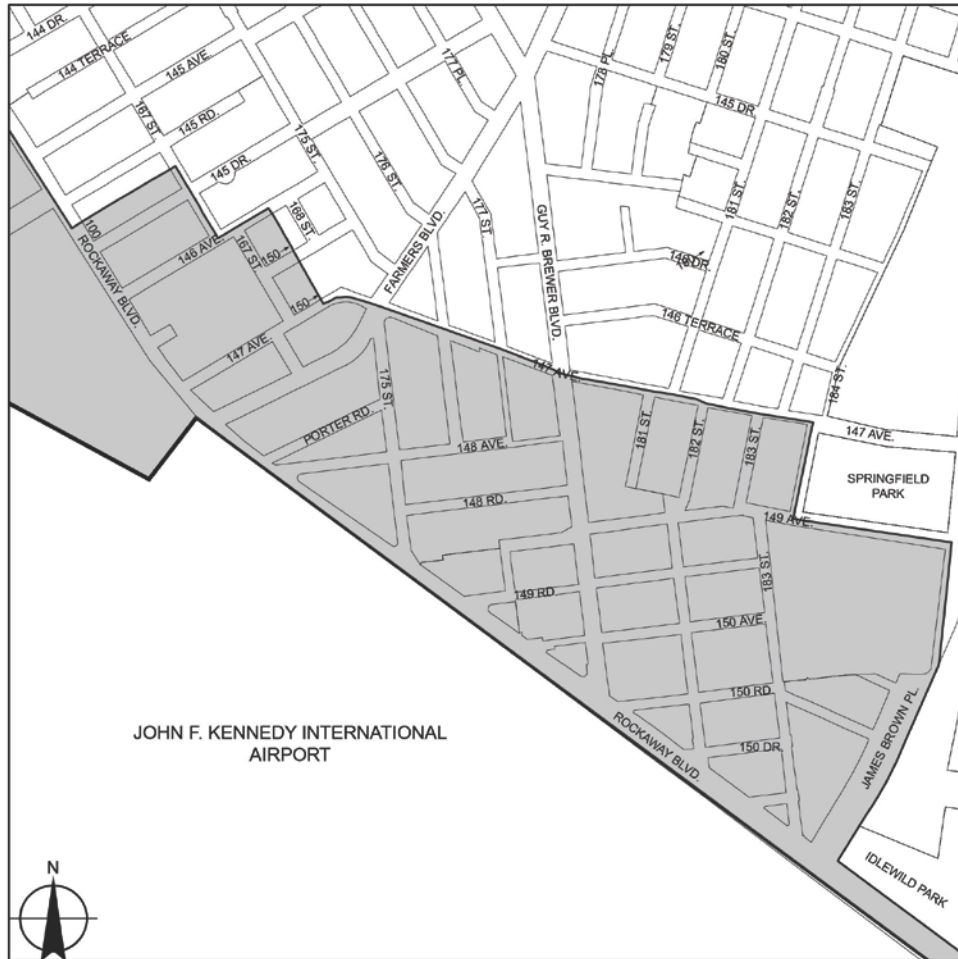 144 DR.
144 TERRACE
145 AVE.
167 ST.
145 RD.
145 DR.
175 ST.
168 ST.
176 ST.
177 PL.
177 ST.
FARMERS BLVD.
GUY R. BREWER BLVD.
178 PL.
179 ST.
180 ST.
145 DR.
181 ST.
182 ST.
183 ST.
146 DR.
146 TERRACE
184 ST.
100
ROCKAWAY BLVD.
146 AVE.
167 ST.
150
150
147 AVE.
147 AVE.
147 AVE.
175 ST.
PORTER RD.
148 AVE.
148 RD.
181 ST.
182 ST.
183 ST.
SPRINGFIELD
PARK
149 AVE.
183 ST.
149 RD.
150 AVE.
150 RD.
150 DR.
ROCKAWAY BLVD.
JAMES BROWN PL.
IDLEWILD PARK
JOHN F. KENNEDY INTERNATIONAL
AIRPORT
N